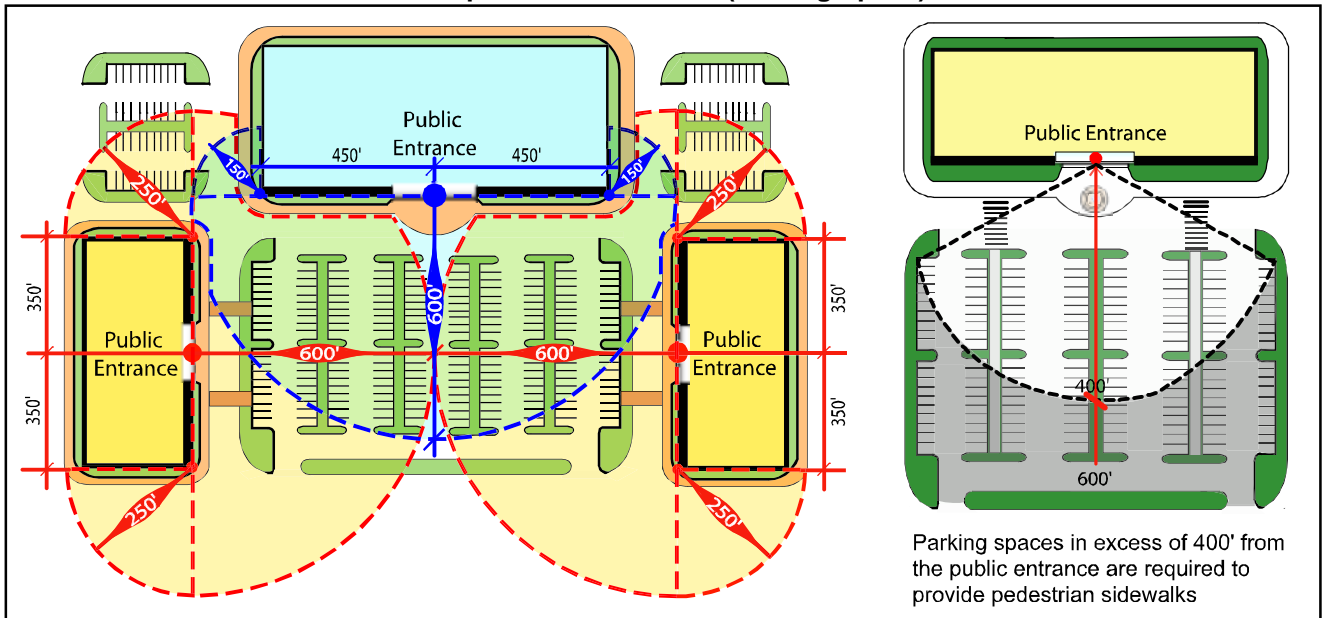 Public
Entrance
450'
450'
150'
150'
250'
250'
350'
350'
600'
Public
Entrance
600'
600'
Public
Entrance
350'
350'
250'
250'
Public Entrance
400'
600'
Parking spaces in excess of 400' from
the public entrance are required to
provide pedestrian sidewalks